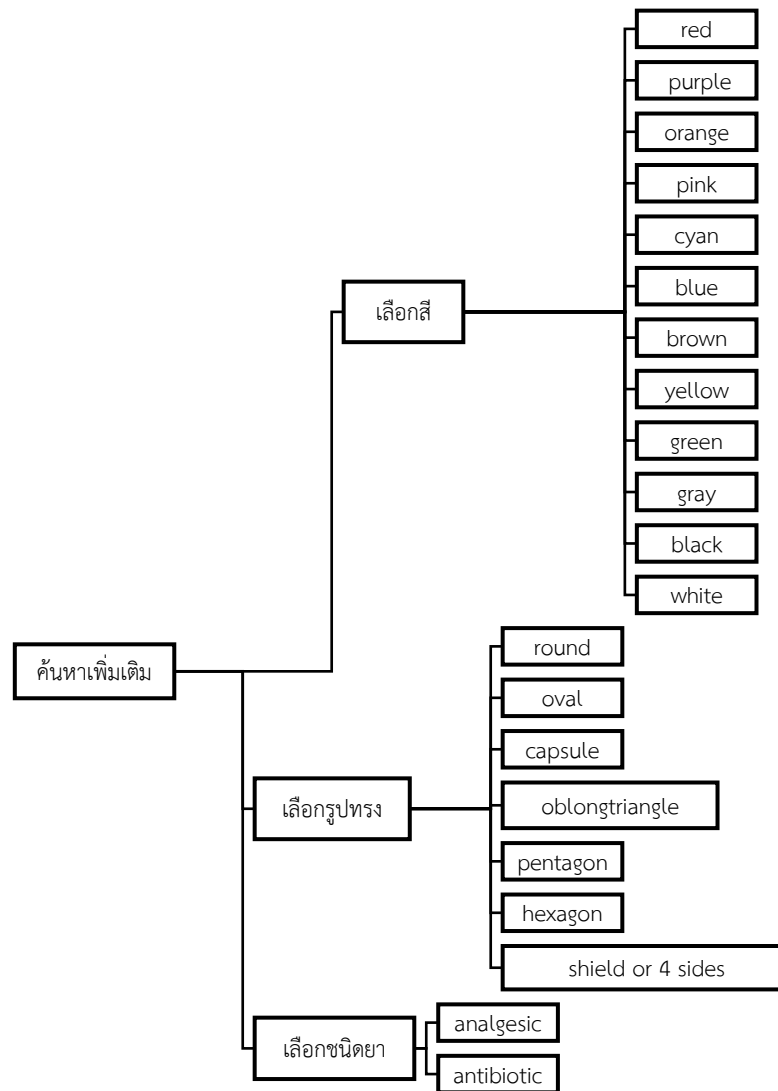 ค้นหาเพิ่มเติม
เลือกสี
red
purple
orange
pink
cyan
blue
brown
yellow
green
gray
black
white
เลือกรูปทรง
round
oval
capsule
oblongtriangle
pentagon
hexagon
shield or 4 sides
เลือกชนิดยา
analgesic
antibiotic